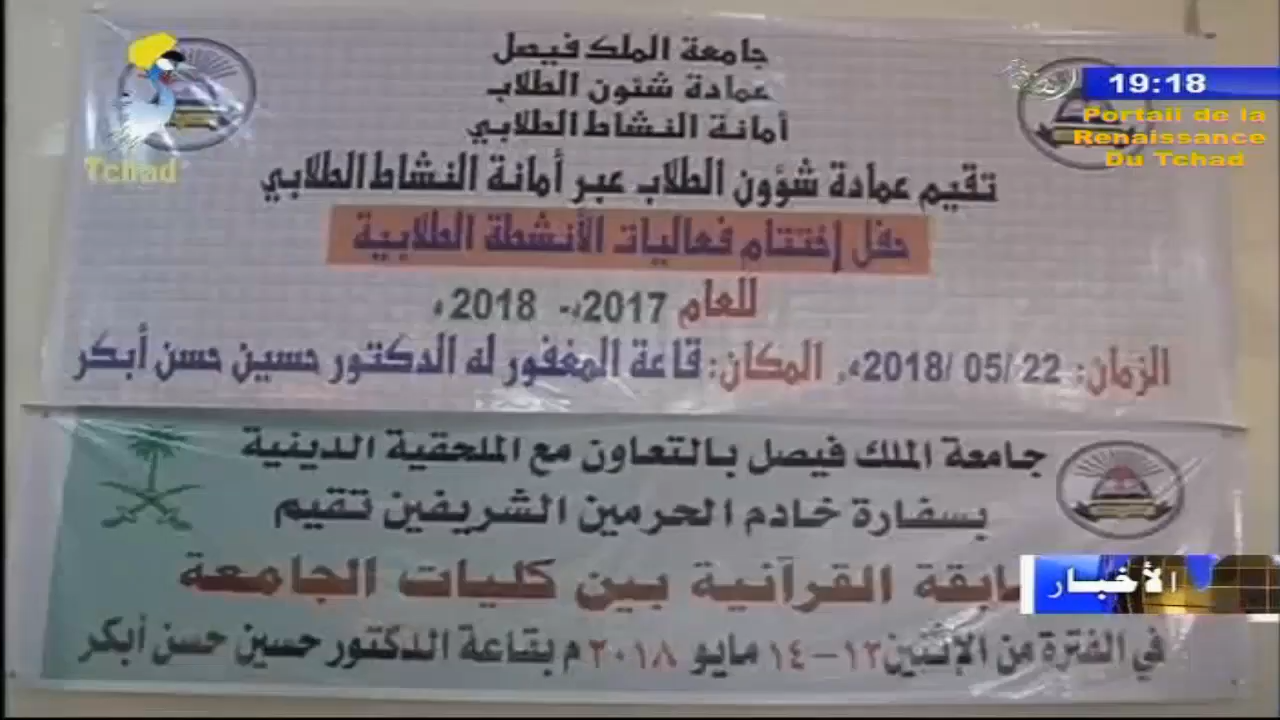 جامعة الملك فيصل
عمادة شئون الطلاب
أمانة النشاط الطلابي
تقيم عمادة شؤون الطلاب عبر أمانة النشاط الطلابي
حفل إختتام فعاليات الأنشطة الطلابية
للعام 2017م- 2018م
الزمان: 22/ 05/ 2018م. المكان: قاعة المغفور له الدكتور حسين حسن أبكر
جامعة الملك فيصل بالتعاون مع الملحقية الدينية
بسفارة خادم الحرمين الشريفين تقيم
القرآنية بين كليات الجامعة
في الفترة من الإثنين ١٢-١٤ مايو ٢٠١٨م بقاعة الدكتور حسين حسن أبكر
Tchad
19:18
Portail de la
Renaissance
Du Tchad
الأخبار